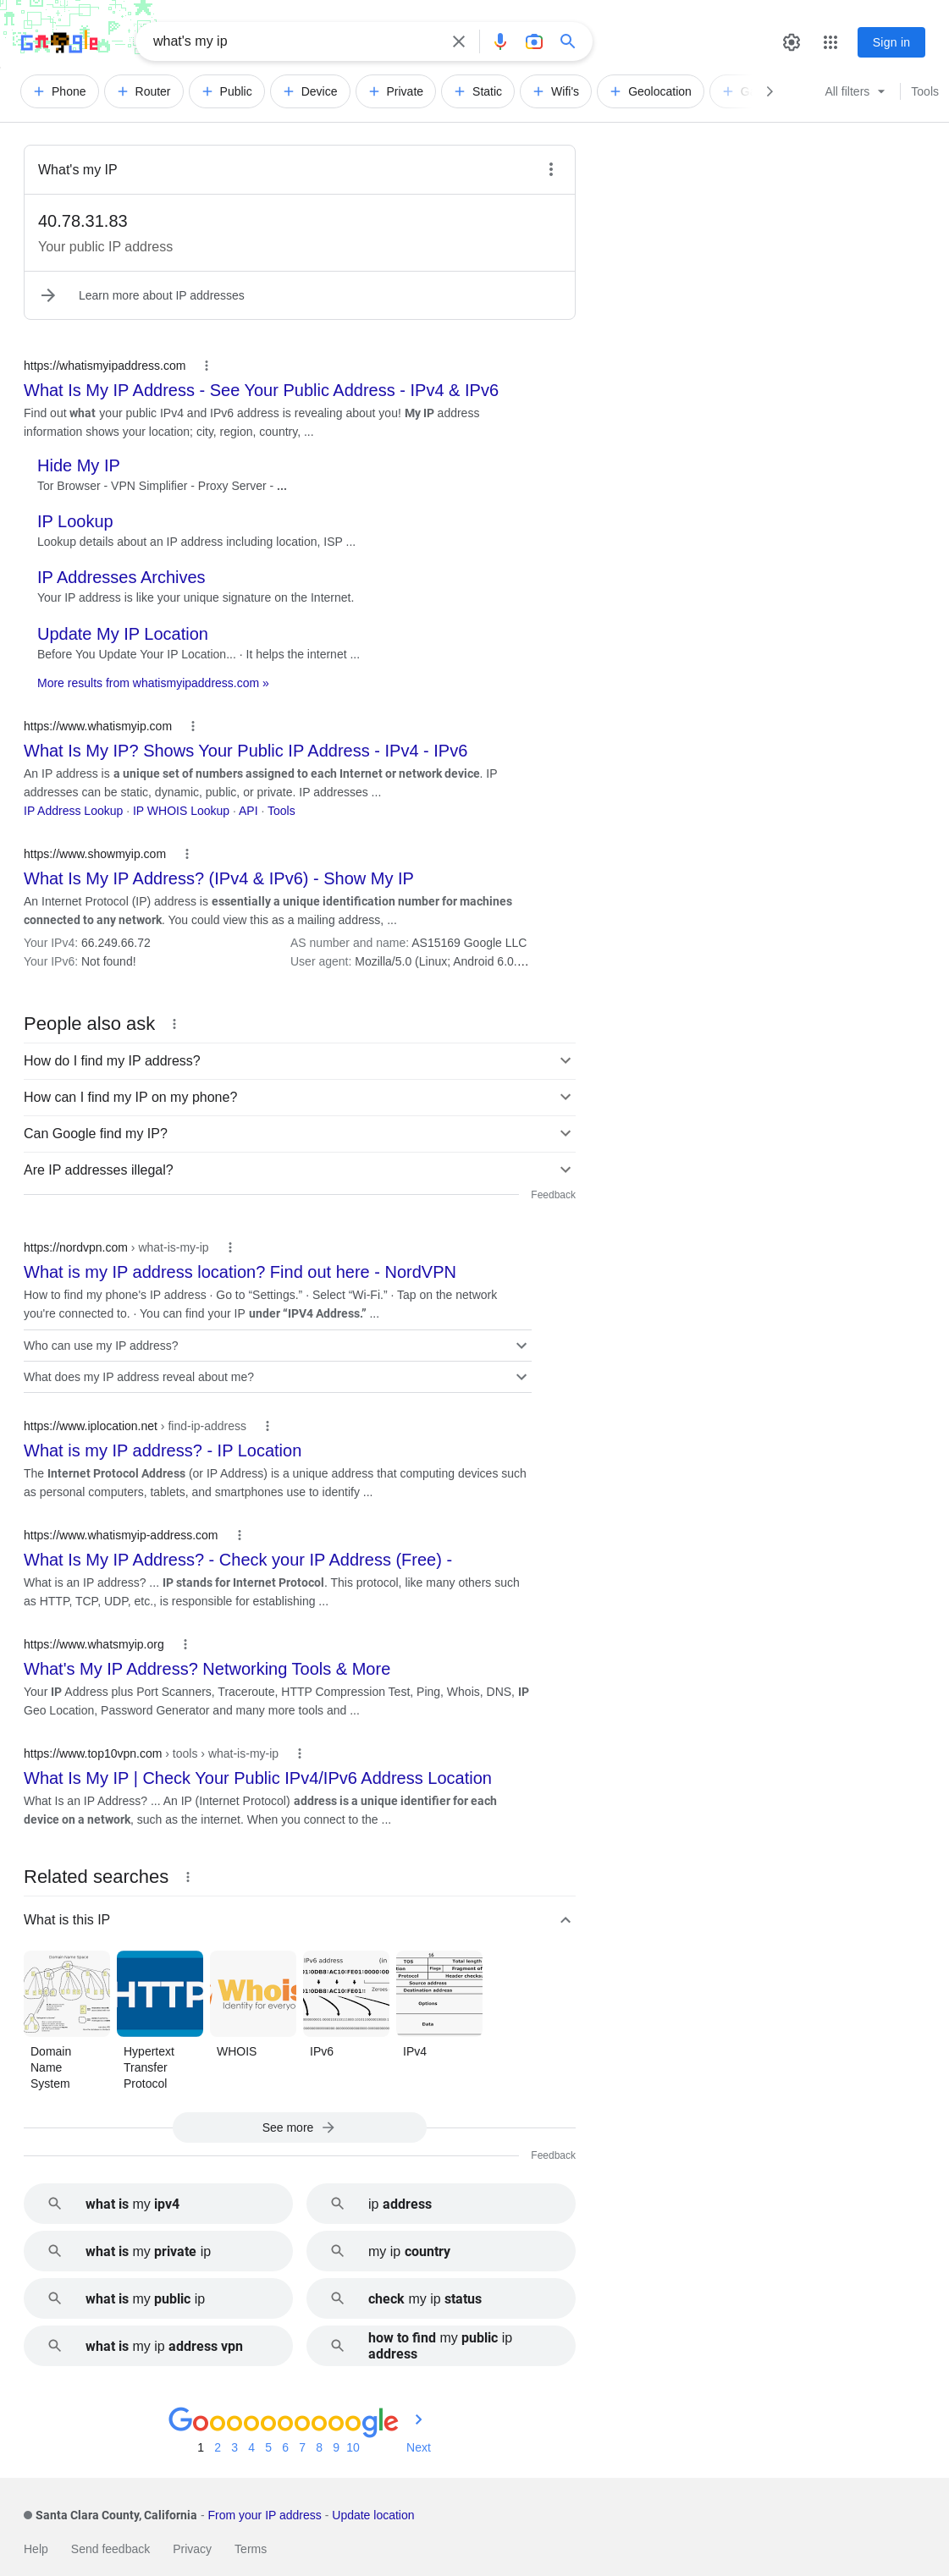 Google
what's my ip
Sign in
Phone
Router
Public
Device
Private
Static
Wifi's
Geolocation
All filters
Tools
What's my IP
40.78.31.83
Your public IP address
Learn more about IP addresses
https://whatismyipaddress.com
What Is My IP Address - See Your Public Address - IPv4 & IPv6
Find out what your public IPv4 and IPv6 address is revealing about you! My IP address
information shows your location; city, region, country, ...
Hide My IP
Tor Browser - VPN Simplifier - Proxy Server - ...
IP Lookup
Lookup details about an IP address including location, ISP ...
IP Addresses Archives
Your IP address is like your unique signature on the Internet.
Update My IP Location
Before You Update Your IP Location... · It helps the internet ...
More results from whatismyipaddress.com »
https://www.whatismyip.com
What Is My IP? Shows Your Public IP Address - IPv4 - IPv6
An IP address is a unique set of numbers assigned to each Internet or network device. IP
addresses can be static, dynamic, public, or private. IP addresses ...
IP Address Lookup · IP WHOIS Lookup · API · Tools
https://www.showmyip.com
What Is My IP Address? (IPv4 & IPv6) - Show My IP
An Internet Protocol (IP) address is essentially a unique identification number for machines
connected to any network. You could view this as a mailing address, ...
Your IPv4: 66.249.66.72
AS number and name: AS15169 Google LLC
Your IPv6: Not found!
User agent: Mozilla/5.0 (Linux; Android 6.0.…
People also ask
How do I find my IP address?
How can I find my IP on my phone?
Can Google find my IP?
Are IP addresses illegal?
Feedback
https://nordvpn.com › what-is-my-ip
What is my IP address location? Find out here - NordVPN
How to find my phone's IP address · Go to “Settings.” · Select “Wi-Fi.” · Tap on the network
you're connected to. · You can find your IP under “IPV4 Address.” ...
Who can use my IP address?
What does my IP address reveal about me?
https://www.iplocation.net › find-ip-address
What is my IP address? - IP Location
The Internet Protocol Address (or IP Address) is a unique address that computing devices such
as personal computers, tablets, and smartphones use to identify ...
https://www.whatismyip-address.com
What Is My IP Address? - Check your IP Address (Free) -
What is an IP address? ... IP stands for Internet Protocol. This protocol, like many others such
as HTTP, TCP, UDP, etc., is responsible for establishing ...
https://www.whatsmyip.org
What's My IP Address? Networking Tools & More
Your IP Address plus Port Scanners, Traceroute, HTTP Compression Test, Ping, Whois, DNS, IP
Geo Location, Password Generator and many more tools and ...
https://www.top10vpn.com › tools › what-is-my-ip
What Is My IP | Check Your Public IPv4/IPv6 Address Location
What Is an IP Address? ... An IP (Internet Protocol) address is a unique identifier for each
device on a network, such as the internet. When you connect to the ...
Related searches
What is this IP
HTTP
Whois
Identity for everyo
IPv6 address (in
Zeroes
TOS Total length
Flags Fragment of
Protocol Header checks
Source address
Destination address
Options
Data
Domain
Name
System
Hypertext
Transfer
Protocol
WHOIS
IPv6
IPv4
See more
Feedback
what is my ipv4
ip address
what is my private ip
my ip country
what is my public ip
check my ip status
what is my ip address vpn
how to find my public ip
address
Goooooooooogle
1 2 3 4 5 6 7 8 9 10 Next
Santa Clara County, California - From your IP address - Update location
Help Send feedback Privacy Terms